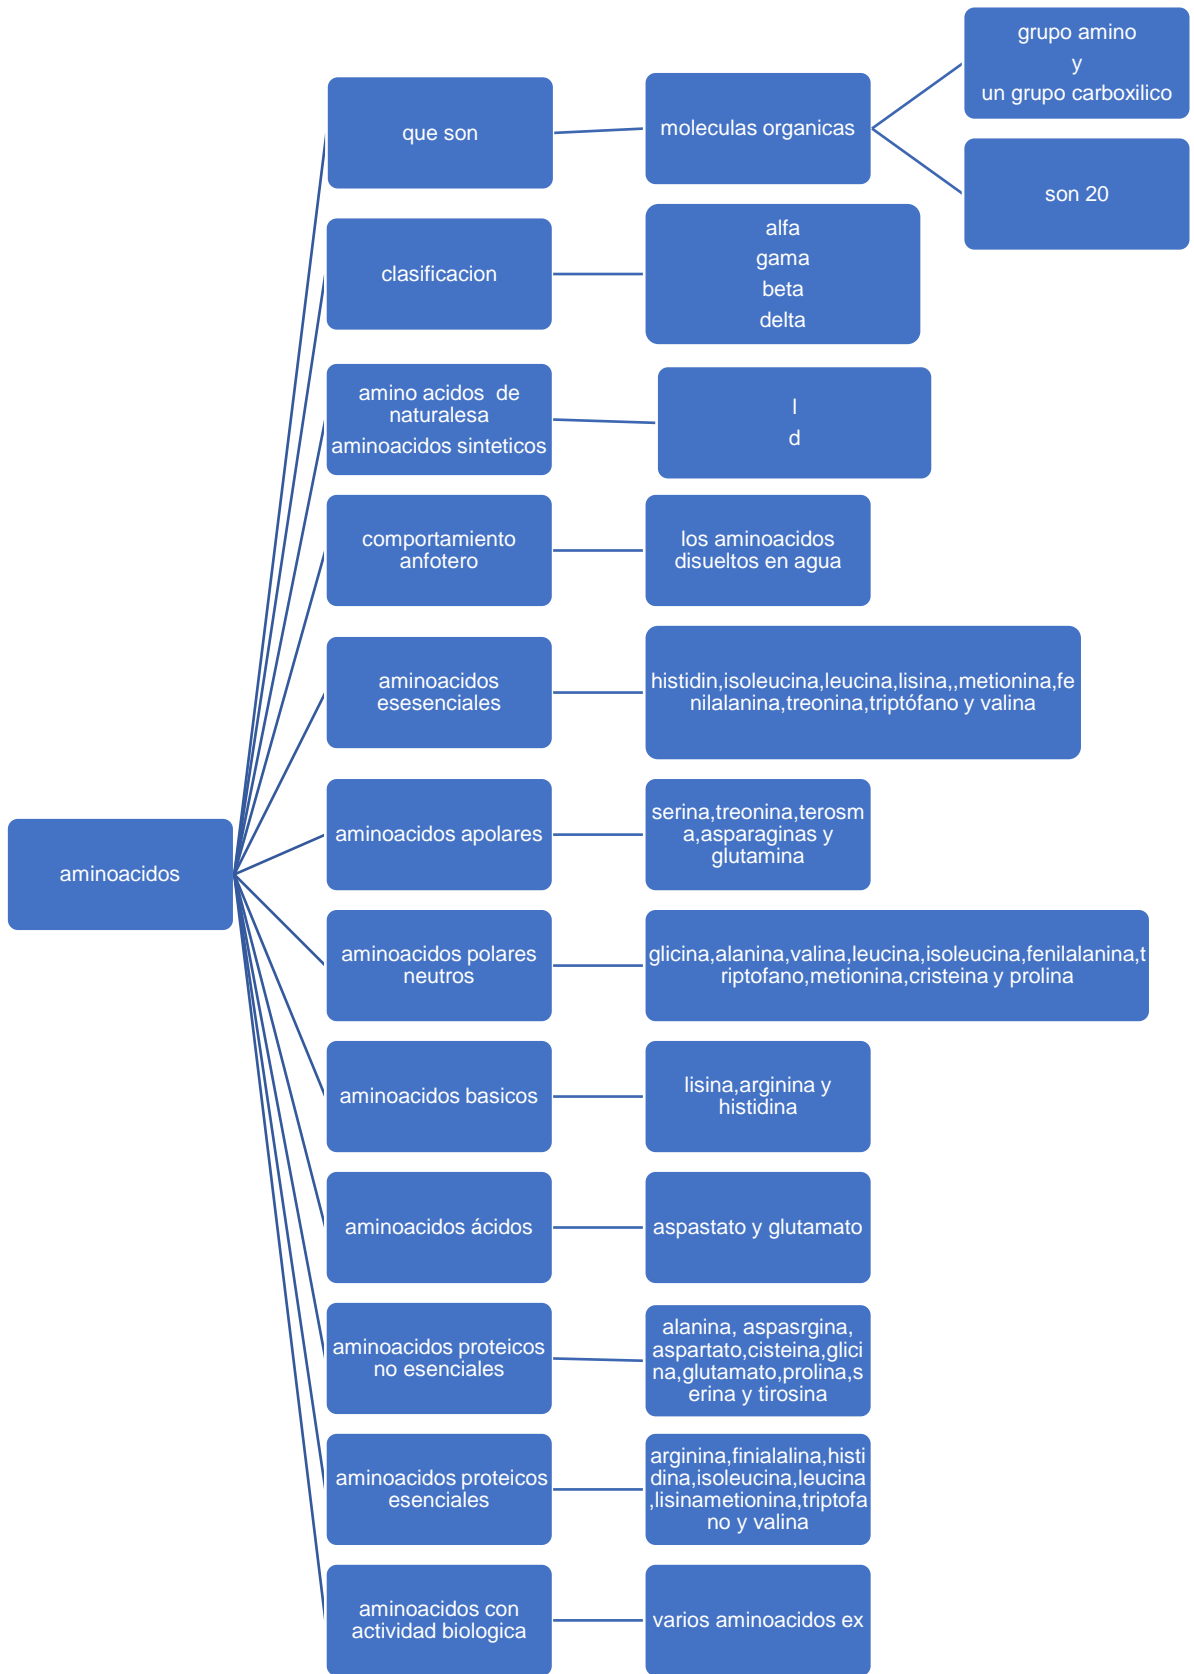 aminoacidos
que son
moleculas organicas
grupo amino
y
un grupo carboxilico
son 20
clasificacion
alfa
gama
beta
delta
amino acidos  de
naturalesa
aminoacidos sinteticos
l
d
comportamiento
anfotero
los aminoacidos
disueltos en agua
aminoacidos
esesenciales
histidin,isoleucina,leucina,lisina,,metionina,fe
nilalanina,treonina,triptófano y valina
aminoacidos apolares
serina,treonina,terosm
a,asparaginas y
glutamina
aminoacidos polares
neutros
glicina,alanina,valina,leucina,isoleucina,fenilalanina,t
riptofano,metionina,cristeina y prolina
aminoacidos basicos
lisina,arginina y
histidina
aminoacidos ácidos
aspastato y glutamato
aminoacidos proteicos
no esenciales
alanina, aspasrgina,
aspartato,cisteina,glici
na,glutamato,prolina,s
erina y tirosina
aminoacidos proteicos
esenciales
arginina,finialalina,histi
dina,isoleucina,leucina
,lisinametionina,triptofa
no y valina
aminoacidos con
actividad biologica
varios aminoacidos ex